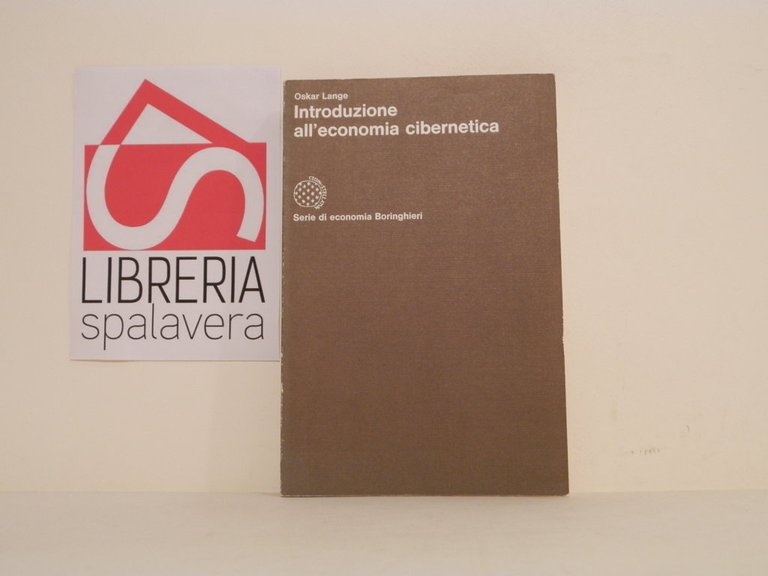 LIBRERIA
spalavera
Oskar Lange
Introduzione
all'economia cibernetica
Serie di economia Boringhieri